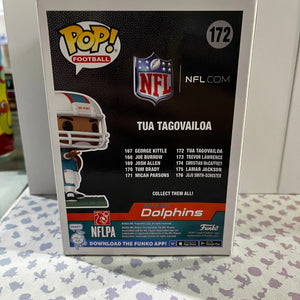 POP!
FOOTBALL
172
NFL
NFL.COM
TUA TAGOVAILOA
167 GEORGE KITTLE
168 JOE BURROW
169 JOSH ALLEN
170 TOM BRADY
171 MICAH PARSONS
172 TUA TAGOVAILOA
173 TREVOR LAWRENCE
174 CHRISTIAN McCAFFREY
175 LAMAR JACKSON
176 JUJU SMITH-SCHUSTER
COLLECT THEM ALL!
NFLPA
Dolphins
Funko
DOWNLOAD THE FUNKO APP!